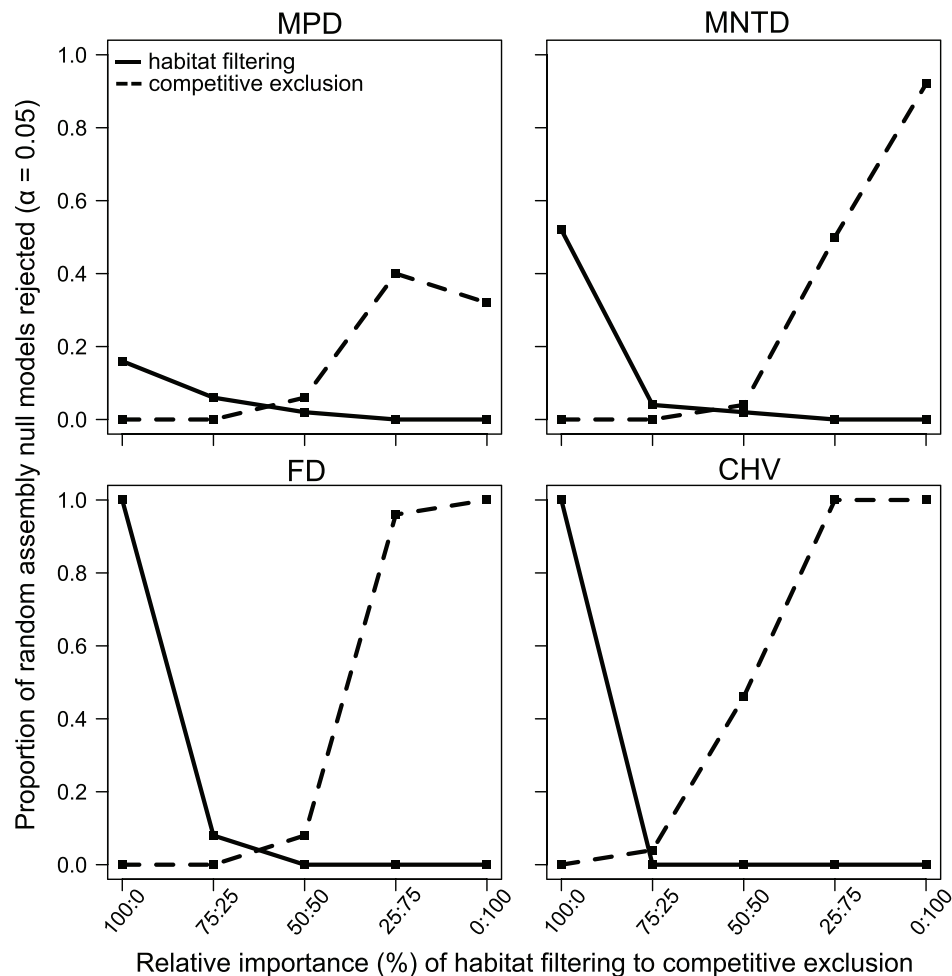 MPD
MNTD
habitat filtering
competitive exclusion
1.0
0.8
0.6
0.4
0.2
0.0
FD
CHV
1.0
0.8
0.6
0.4
0.2
0.0
100:0
75:25
50:50
25:75
0:100
100:0
75:25
50:50
25:75
0:100
Proportion of random assembly null models rejected (α = 0.05)
Relative importance (%) of habitat filtering to competitive exclusion